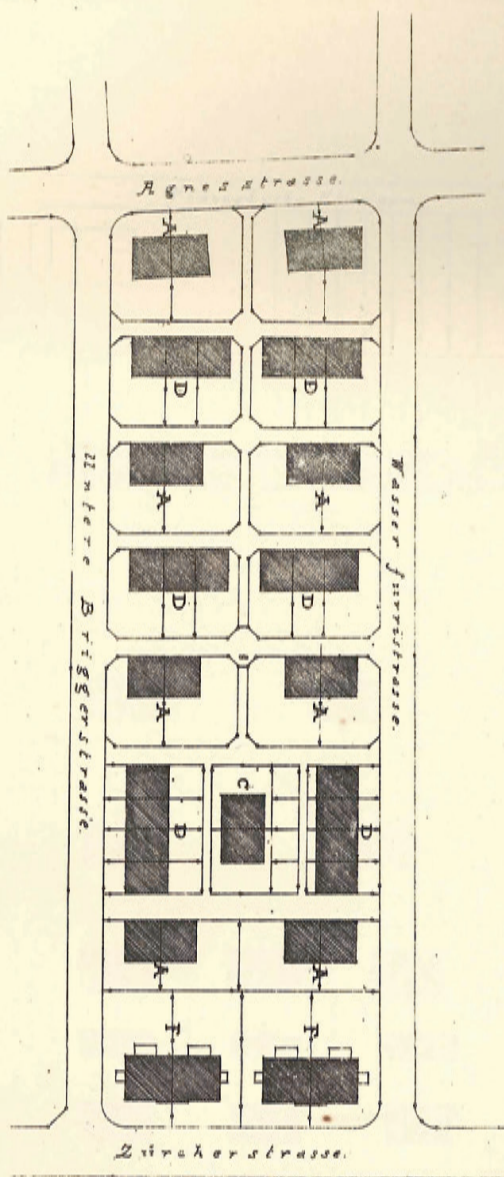 Agnesstrasse.
A
A
D
D
A
A
D
D
A
A
C
D
D
A
A
F
F
Untere Briggerstrasse.
Wasserfurristrasse.
Zürcherstrasse.